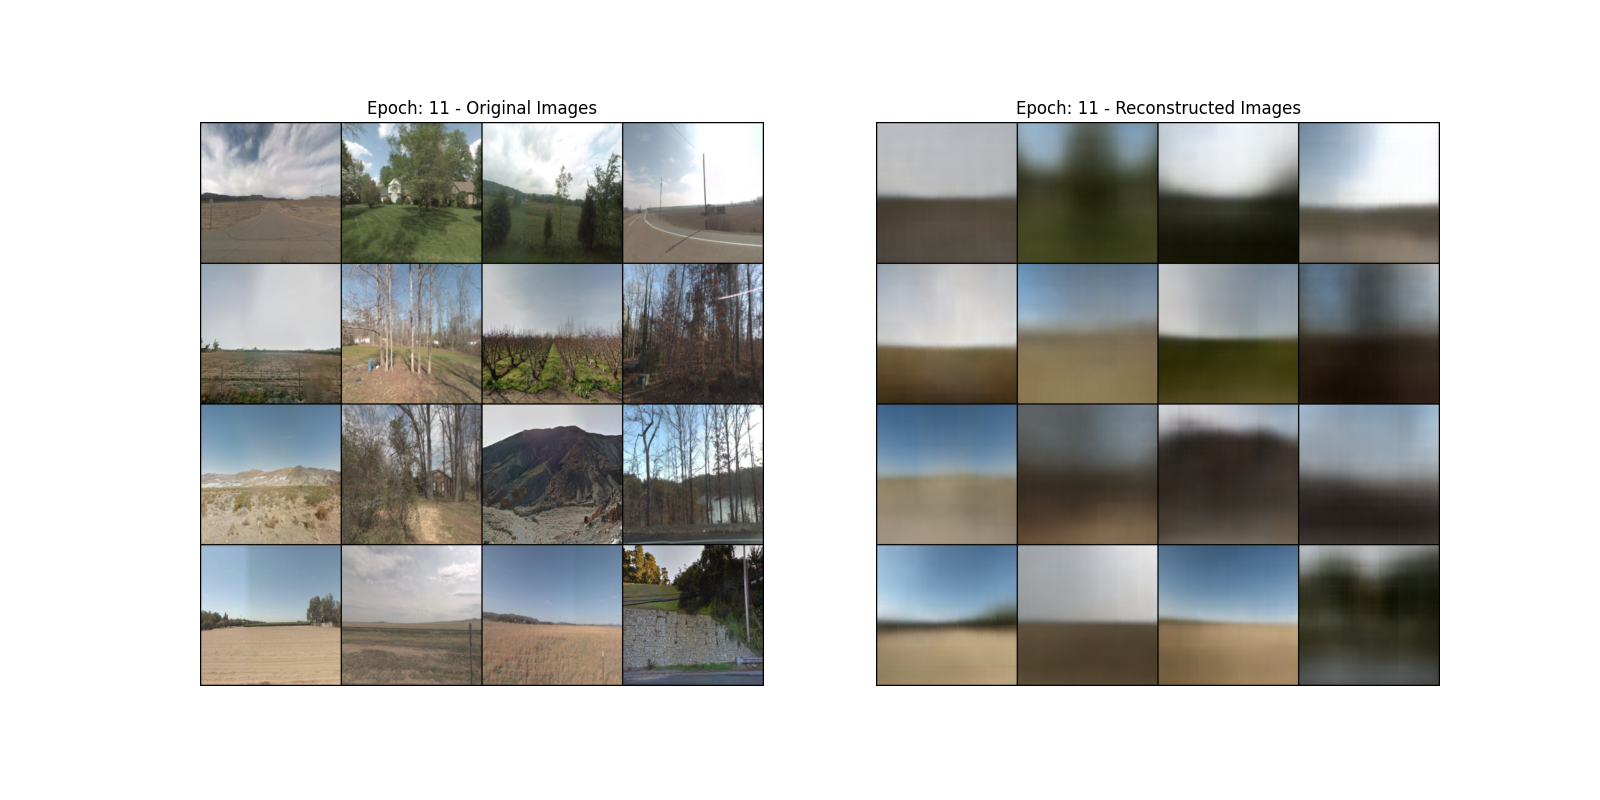 Epoch: 11 - Original Images
Epoch: 11 - Reconstructed Images